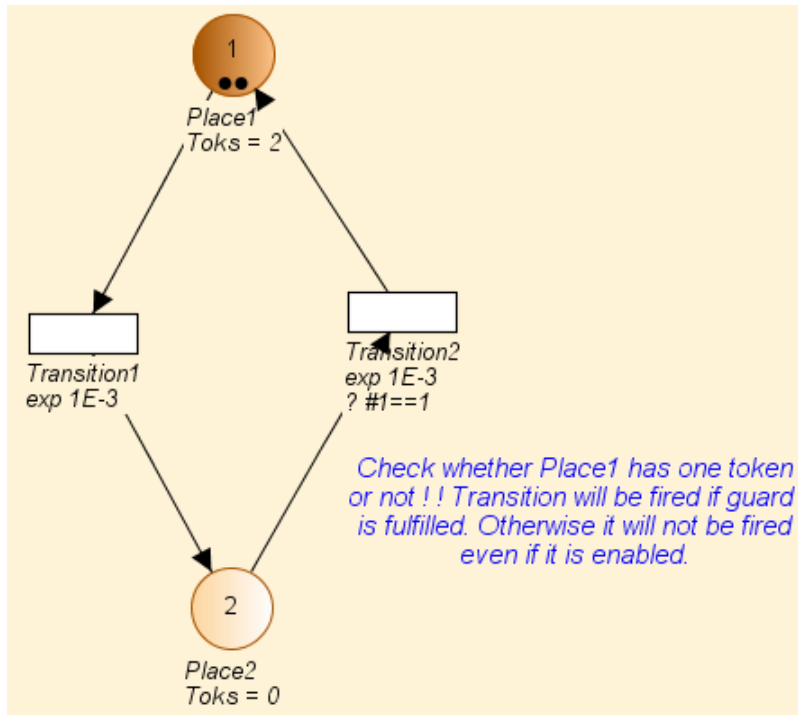 1
Place1
Toks = 2
Transition1
exp 1E-3
Transition2
exp 1E-3
? #1==1
Check whether Place1 has one token
or not ! ! Transition will be fired if guard
is fulfilled. Otherwise it will not be fired
even if it is enabled.
2
Place2
Toks = 0